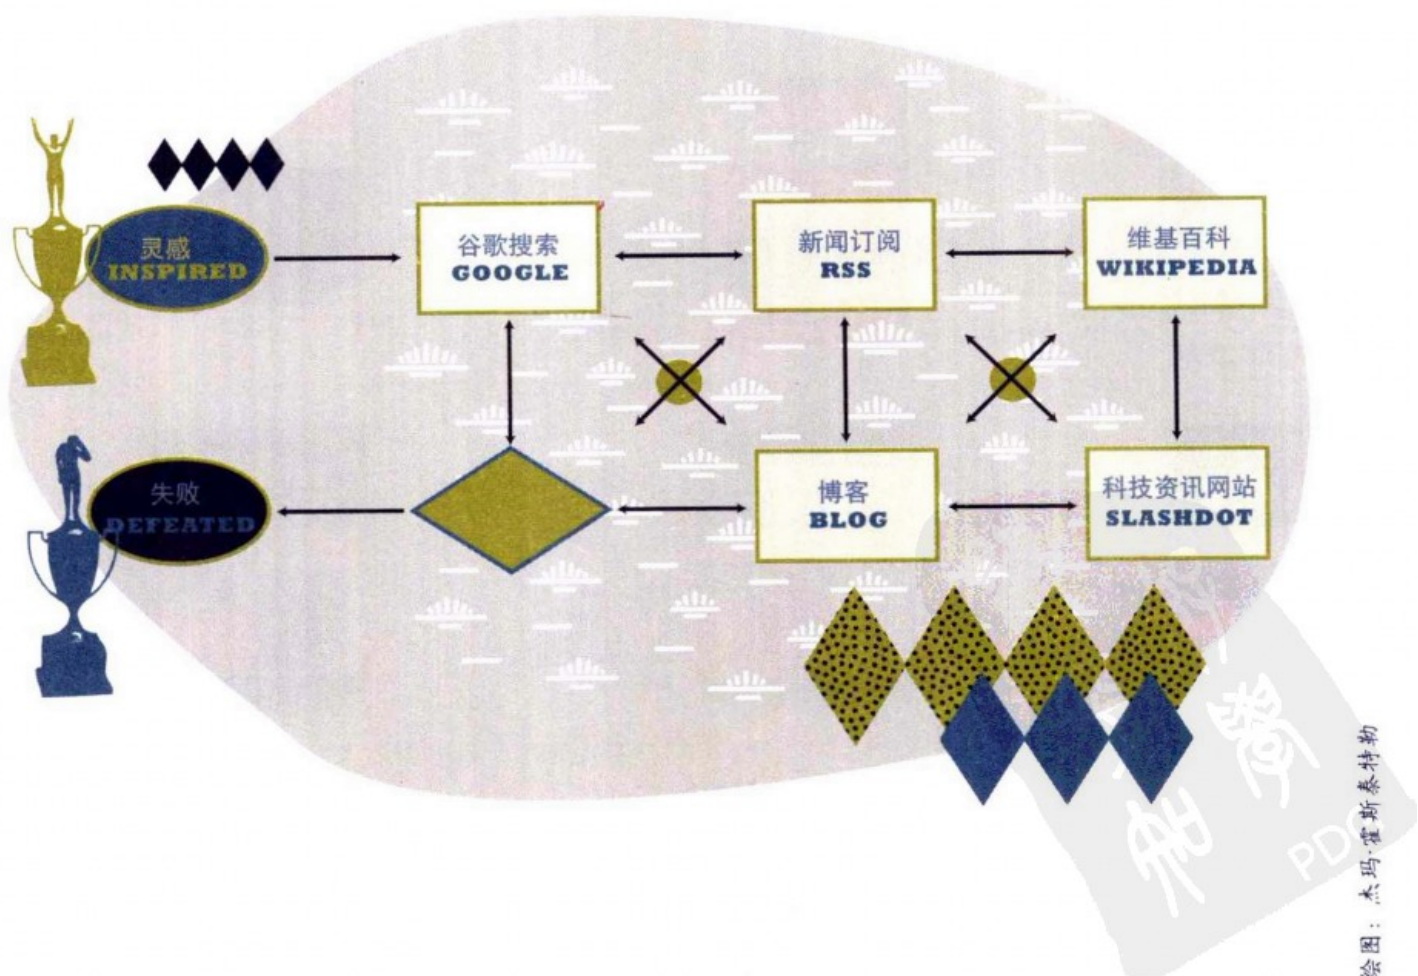 灵感
INSPIRED
谷歌搜索
GOOGLE
新闻订阅
RSS
维基百科
WIKIPEDIA
失败
DEFEATED
博客
BLOG
科技资讯网站
SLASHDOT
绘图：杰玛·霍斯泰特勒
PDG